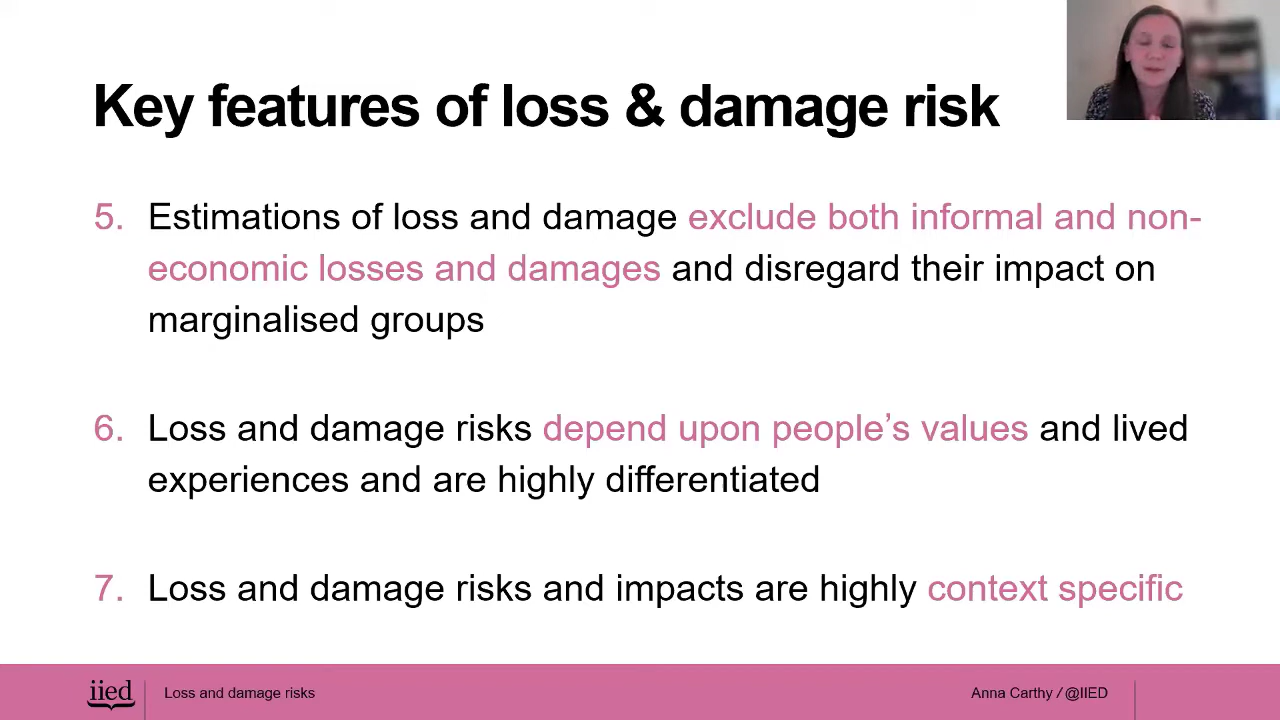 Key features of loss & damage risk
5. Estimations of loss and damage exclude both informal and non-
economic losses and damages and disregard their impact on
marginalised groups
6. Loss and damage risks depend upon people’s values and lived
experiences and are highly differentiated
7. Loss and damage risks and impacts are highly context specific
iied
Loss and damage risks
Anna Carthy / @IIED